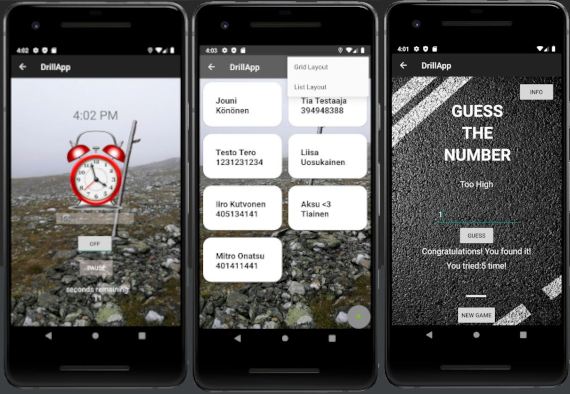 4:02
DrillApp
4:02 PM
OFF
PAUSE
seconds remaining
4:03
DrillApp
Grid Layout
List Layout
Jouni
Könönen
Tia Testaaja
394948388
Testo Tero
1231231234
Liisa
Uosukainen
Iiro Kutvonen
405134141
Aksu <3
Tiainen
Mitro Onatsu
401411441
4:01
DrillApp
INFO
GUESS
THE
NUMBER
Too High
1
GUESS
Congratulations! You found it!
You tried:5 time!
NEW GAME